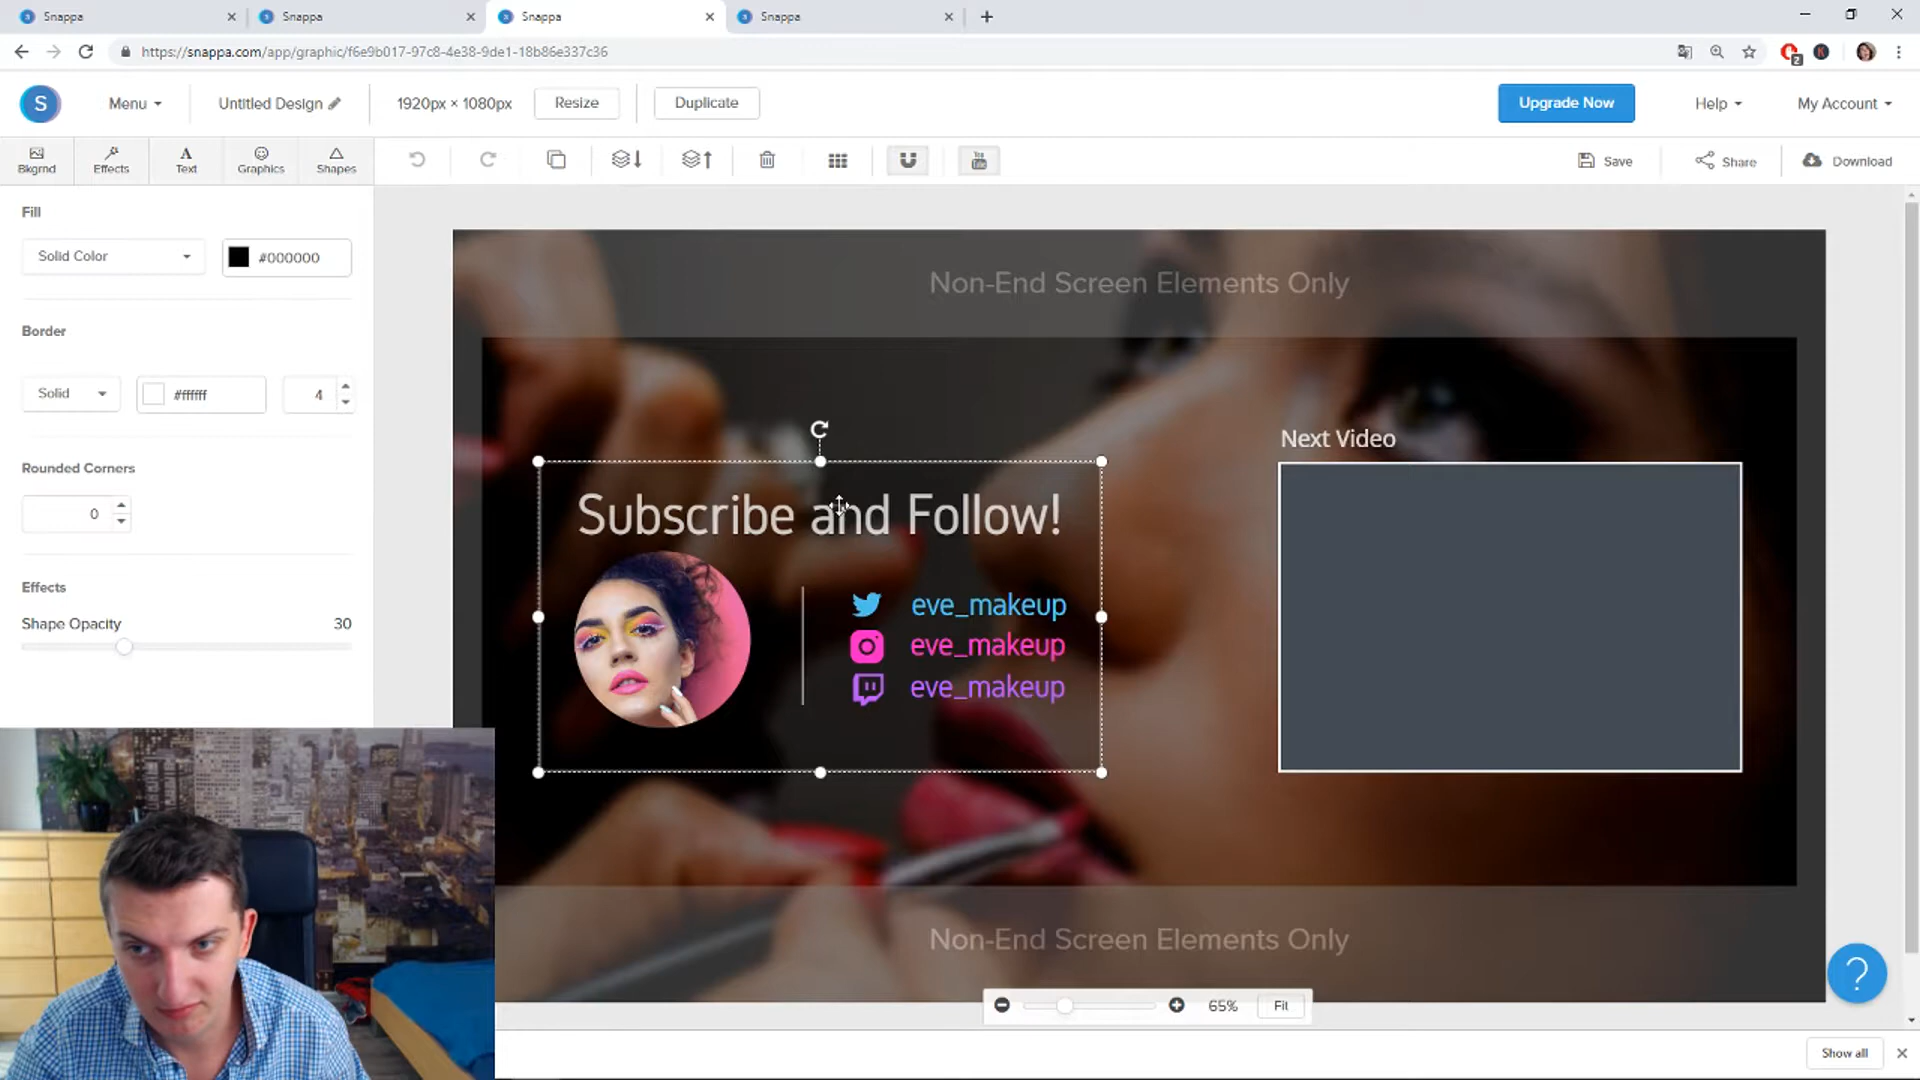 Snappa
Snappa
Snappa
Snappa
https://snappa.com/app/graphic/f6e9b017-97c8-4e38-9de1-18b86e337c36
2
S
Menu
Untitled Design
1920px × 1080px
Resize
Duplicate
Upgrade Now
Help
My Account
Bkgrnd
Effects
Text
Graphics
Shapes
You Tube
Save
Share
Download
Fill
Solid Color
#000000
Border
Solid
#ffffff
4
Rounded Corners
0
Effects
Shape Opacity
30
Non-End Screen Elements Only
Next Video
Subscribe and Follow!
eve_makeup
eve_makeup
eve_makeup
Non-End Screen Elements Only
65%
Fit
?
Show all